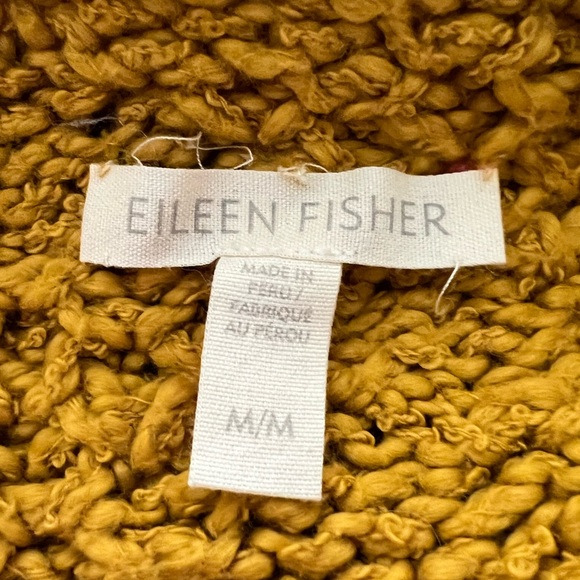 EILEEN FISHER
MADE IN
PERU/
FABRIQUÉ
AU PÉROU
M/M